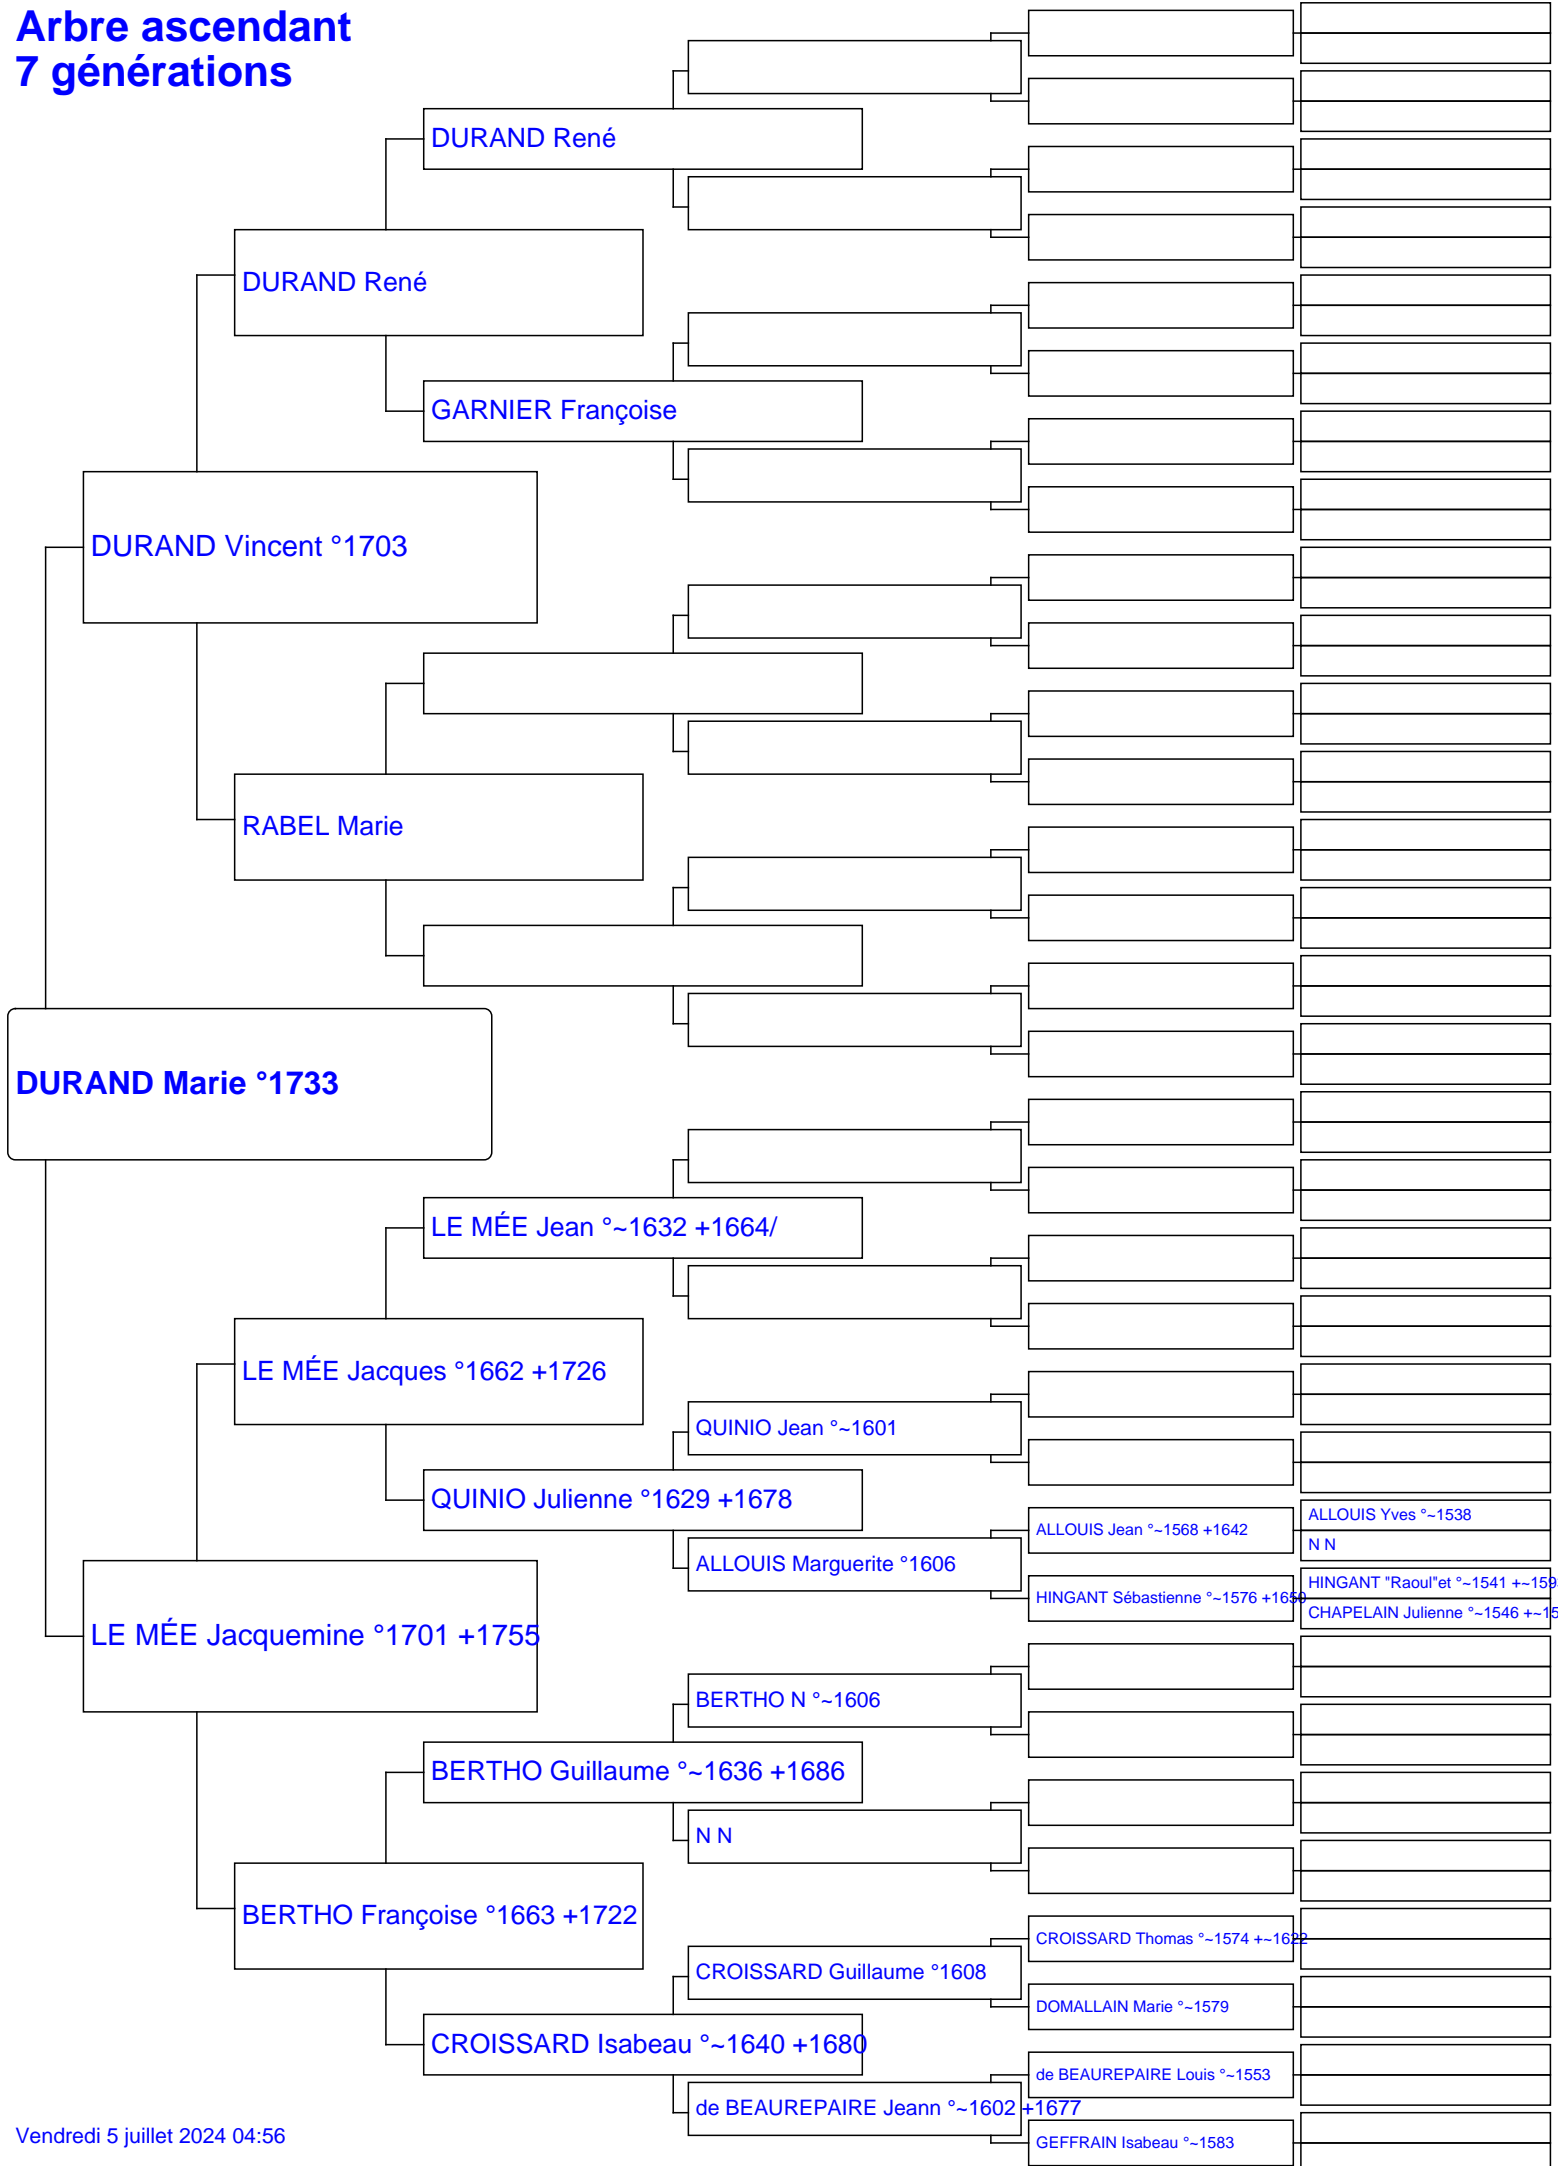 Arbre ascendant
7 générations
DURAND René
DURAND René
GARNIER Françoise
DURAND Vincent °1703
RABEL Marie
DURAND Marie °1733
LE MÉE Jean °~1632 +1664/
LE MÉE Jacques °1662 +1726
QUINIO Jean °~1601
QUINIO Julienne °1629 +1678
ALLOUIS Yves °~1538
ALLOUIS Jean °~1568 +1642
N N
ALLOUIS Marguerite °1606
HINGANT "Raoul"et °~1541 +~159
HINGANT Sébastienne °~1576 +1650
CHAPELAIN Julienne °~1546 +~15
LE MÉE Jacquemine °1701 +1755
BERTHO N °~1606
BERTHO Guillaume °~1636 +1686
N N
BERTHO Françoise °1663 +1722
CROISSARD Thomas °~1574 +~1622
CROISSARD Guillaume °1608
DOMALLAIN Marie °~1579
CROISSARD Isabeau °~1640 +1680
de BEAUREPAIRE Louis °~1553
de BEAUREPAIRE Jeann °~1602 +1677
GEFFRAIN Isabeau °~1583
Vendredi 5 juillet 2024 04:56